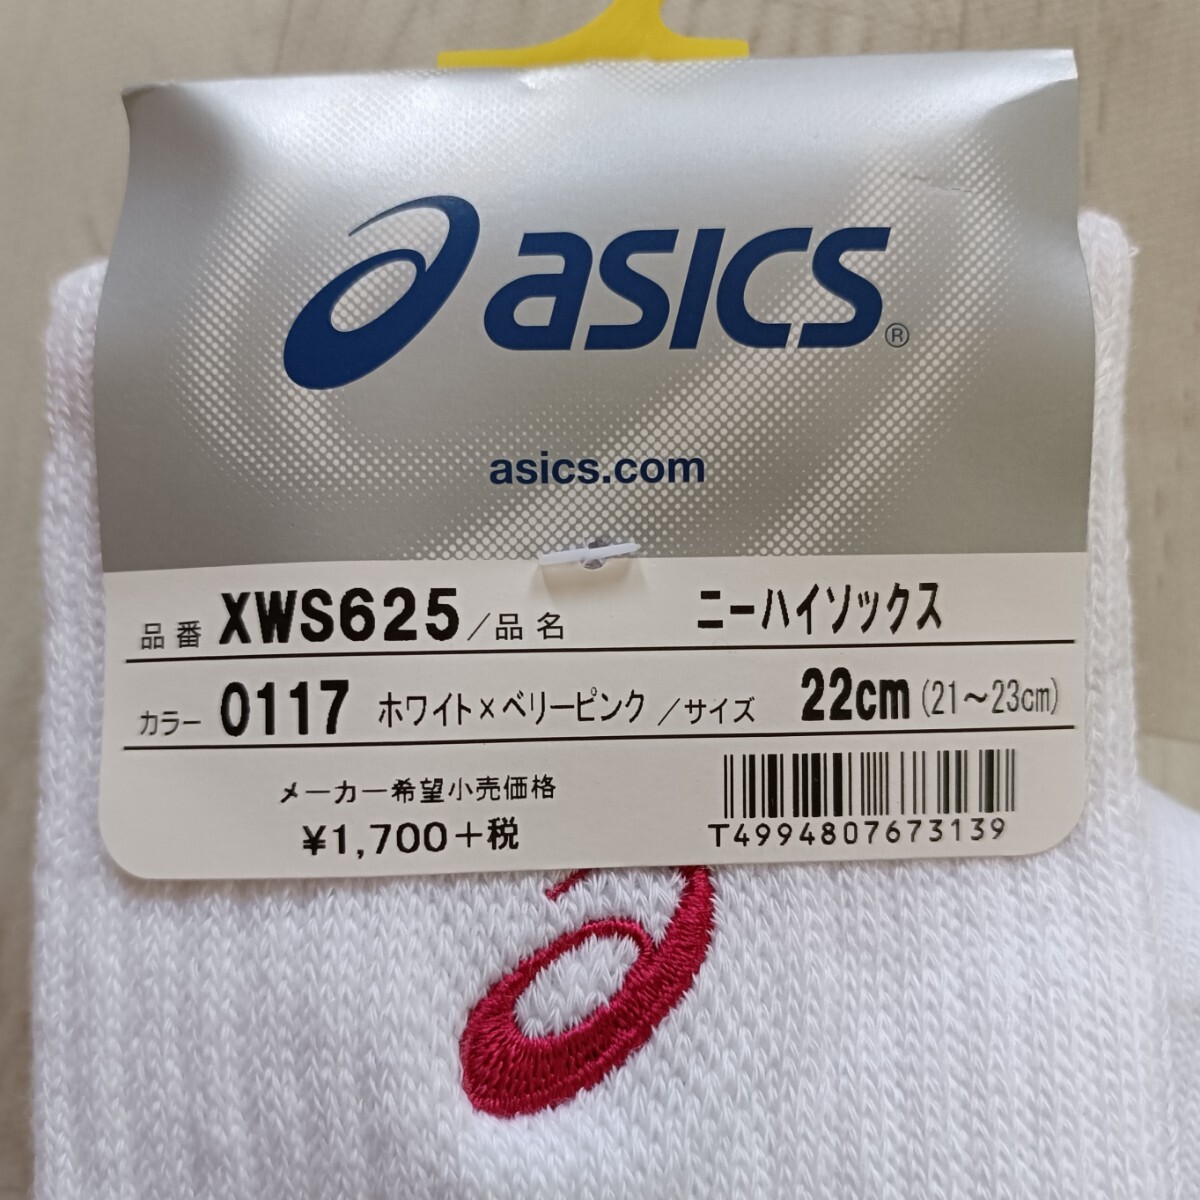 asics®
asics.com
品番 XWS625/品名 ニーハイソックス
カラー 0117 ホワイト×ベリーピンク/サイズ 22cm(21~23cm)
メーカー希望小売価格
¥1,700+税
T4994807673139